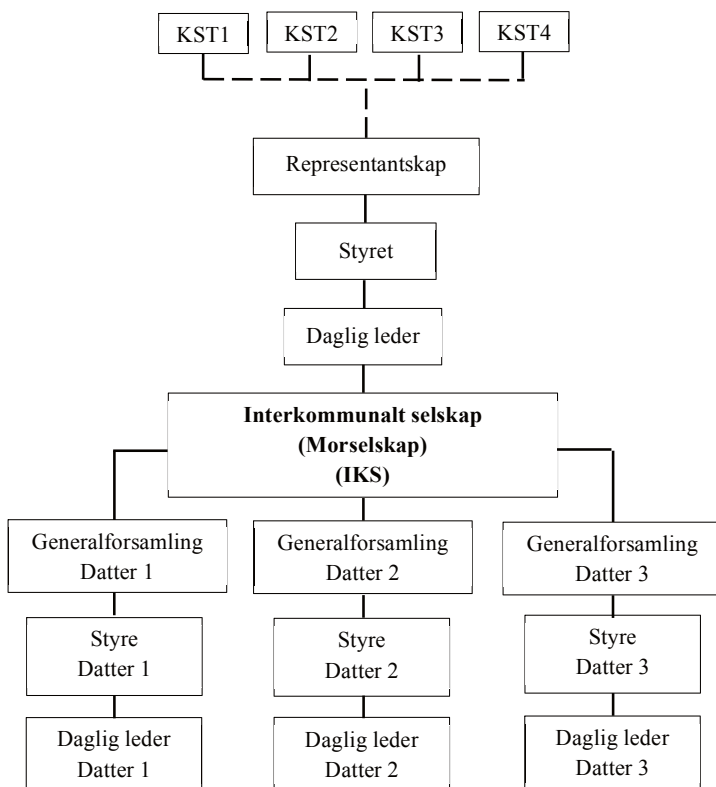 KST1
KST2
KST3
KST4
Representantskap
Styret
Daglig leder
Interkommunalt selskap
(Morselskap)
(IKS)
Generalforsamling
Datter 1
Generalforsamling
Datter 2
Generalforsamling
Datter 3
Styre
Datter 1
Styre
Datter 2
Styre
Datter 3
Daglig leder
Datter 1
Daglig leder
Datter 2
Daglig leder
Datter 3